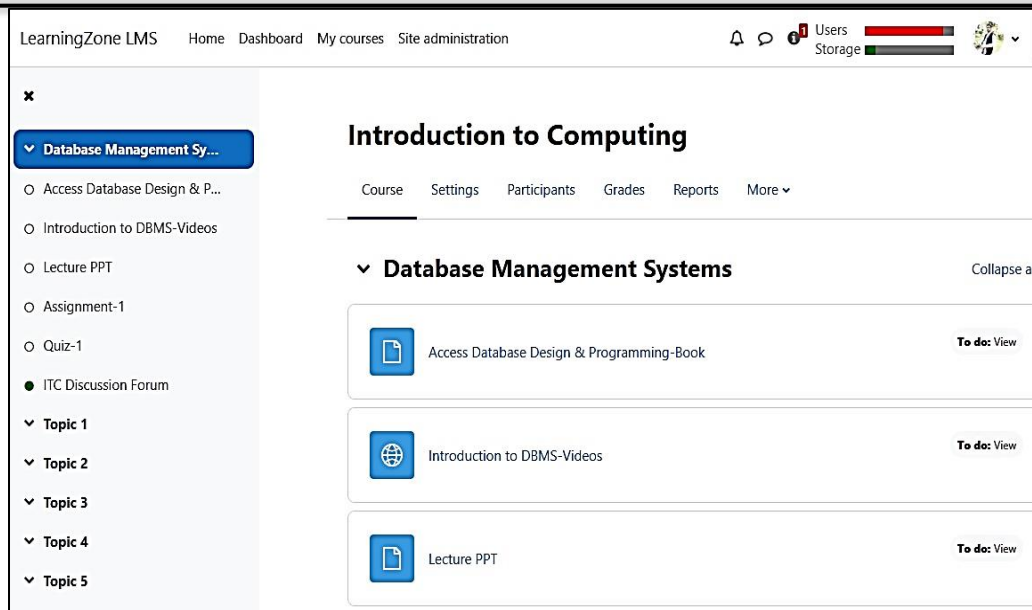 LearningZone LMS Home Dashboard My courses Site administration
1
Users
Storage
Database Management Sy...
Access Database Design & P...
Introduction to DBMS-Videos
Lecture PPT
Assignment-1
Quiz-1
ITC Discussion Forum
Topic 1
Topic 2
Topic 3
Topic 4
Topic 5
Introduction to Computing
Course Settings Participants Grades Reports More
Database Management Systems
Collapse a
Access Database Design & Programming-Book
To do: View
Introduction to DBMS-Videos
To do: View
Lecture PPT
To do: View